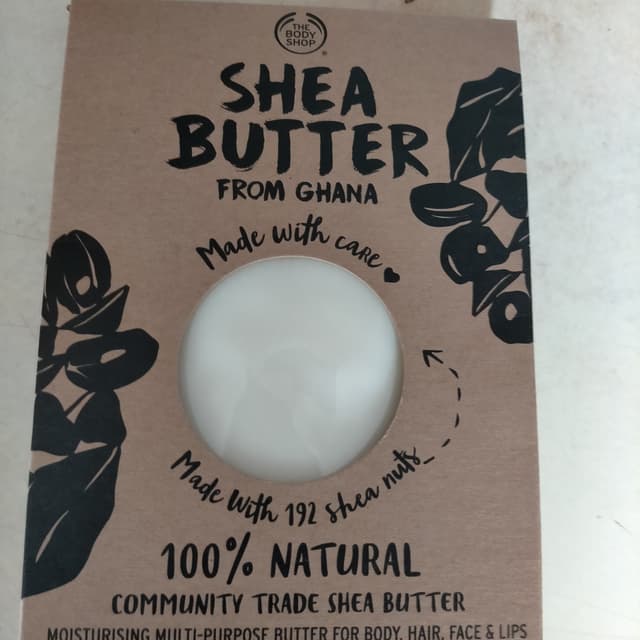 THE
BODY
SHOP
SHEA
BUTTER
FROM GHANA
Made with care
Made with 192 shea nuts
100% NATURAL
COMMUNITY TRADE SHEA BUTTER
MOISTURISING MULTI-PURPOSE BUTTER FOR BODY, HAIR, FACE & LIPS